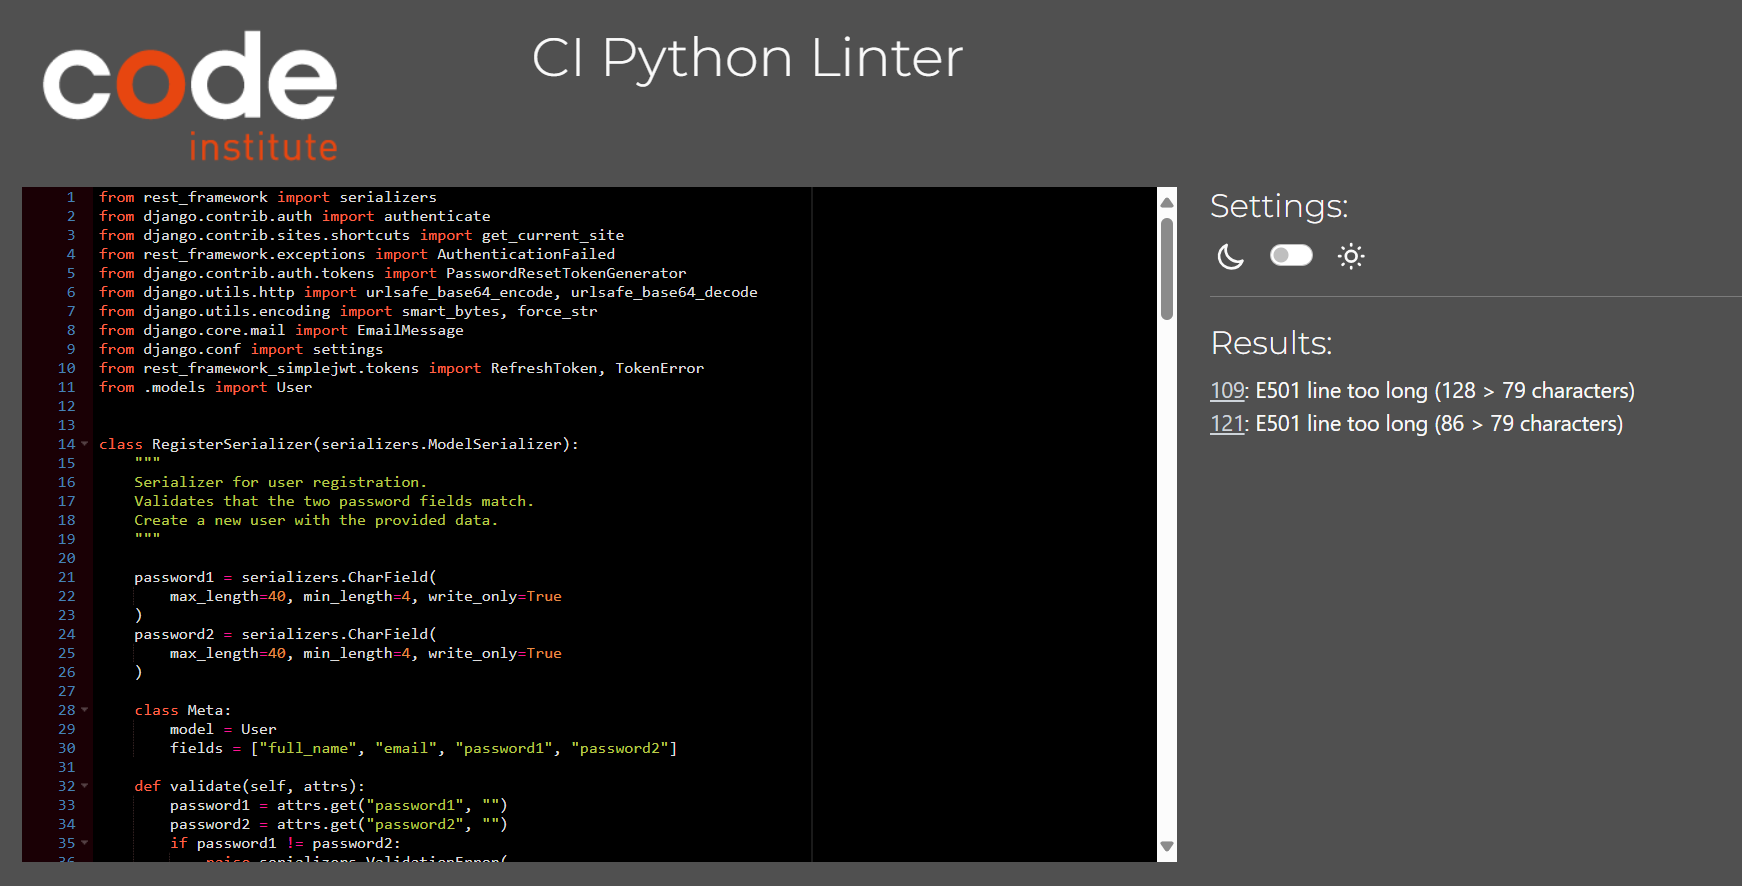 code
institute
CI Python Linter
1 from rest_framework import serializers
2 from django.contrib.auth import authenticate
3 from django.contrib.sites.shortcuts import get_current_site
4 from rest_framework.exceptions import AuthenticationFailed
5 from django.contrib.auth.tokens import PasswordResetTokenGenerator
6 from django.utils.http import urlsafe_base64_encode, urlsafe_base64_decode
7 from django.utils.encoding import smart_bytes, force_str
8 from django.core.mail import EmailMessage
9 from django.conf import settings
10 from rest_framework_simplejwt.tokens import RefreshToken, TokenError
11 from .models import User
12
13
14 class RegisterSerializer(serializers.ModelSerializer):
15     """
16     Serializer for user registration.
17     Validates that the two password fields match.
18     Create a new user with the provided data.
19     """
20
21     password1 = serializers.CharField(
22         max_length=40, min_length=4, write_only=True
23     )
24     password2 = serializers.CharField(
25         max_length=40, min_length=4, write_only=True
26     )
27
28     class Meta:
29         model = User
30         fields = ["full_name", "email", "password1", "password2"]
31
32     def validate(self, attrs):
33         password1 = attrs.get("password1", "")
34         password2 = attrs.get("password2", "")
35         if password1 != password2:
36             raise serializers.ValidationError(
Settings:
Results:
109: E501 line too long (128 > 79 characters)
121: E501 line too long (86 > 79 characters)